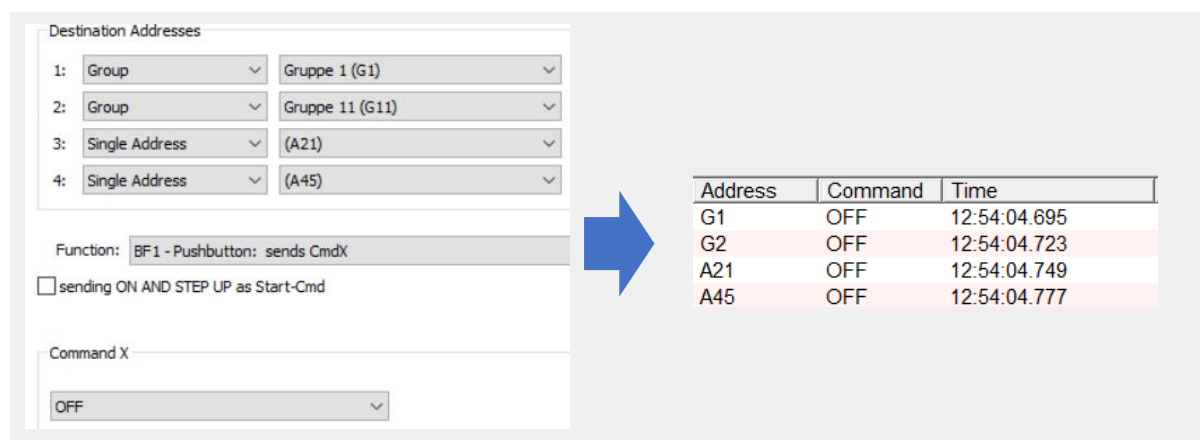 Destination Addresses
1: Group Gruppe 1 (G1)
2: Group Gruppe 11 (G11)
3: Single Address (A21)
4: Single Address (A45)
Function: BF1 - Pushbutton: sends CmdX
sending ON AND STEP UP as Start-Cmd
Command X
OFF
Address Command Time
G1 OFF 12:54:04.695
G2 OFF 12:54:04.723
A21 OFF 12:54:04.749
A45 OFF 12:54:04.777